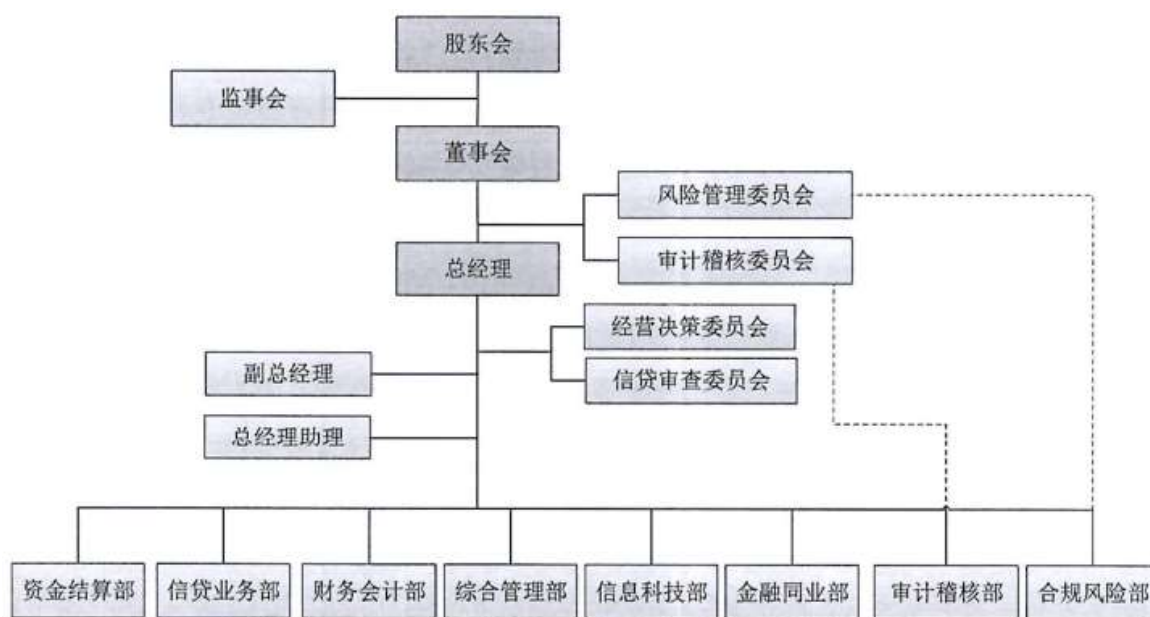 股东会
监事会
董事会
风险管理委员会
审计稽核委员会
总经理
经营决策委员会
信贷审查委员会
副总经理
总经理助理
资金结算部
信贷业务部
财务会计部
综合管理部
信息科技部
金融同业部
审计稽核部
合规风险部